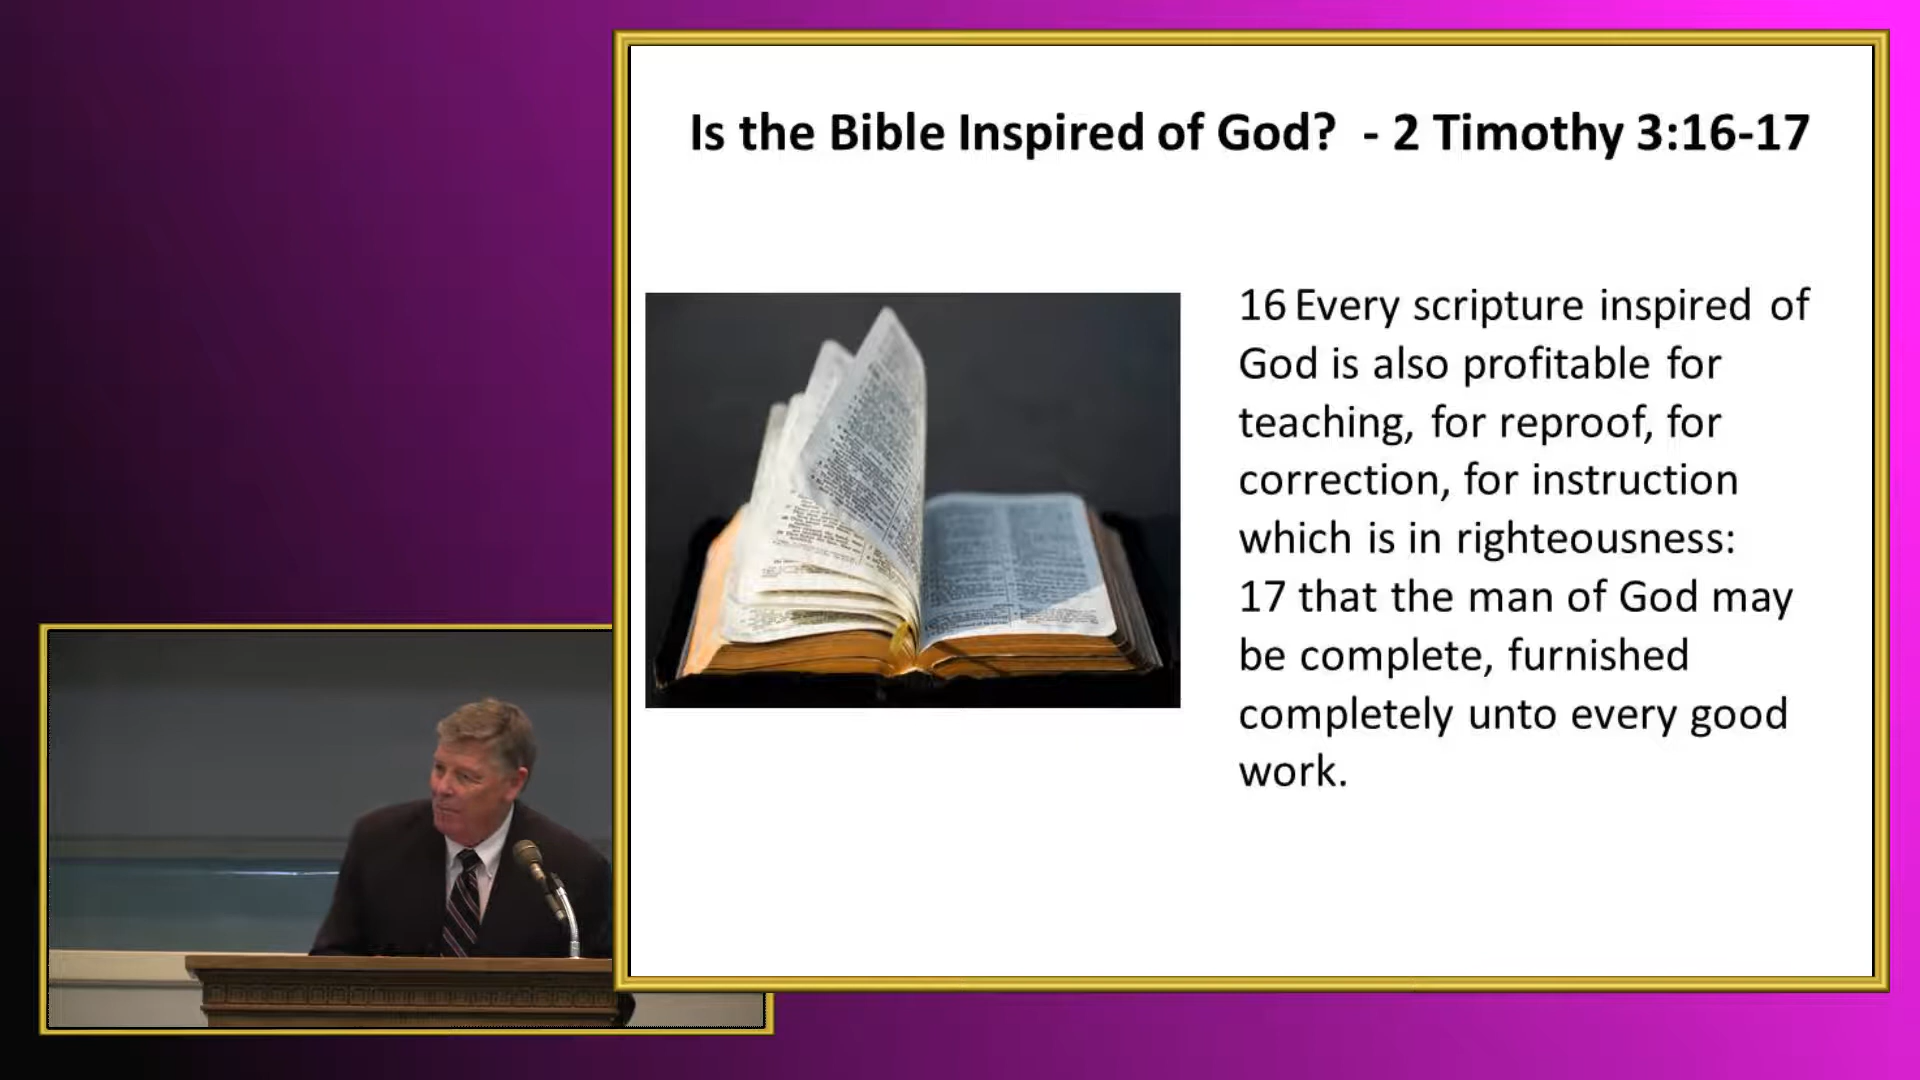 Is the Bible Inspired of God? - 2 Timothy 3:16-17
16 Every scripture inspired of
God is also profitable for
teaching, for reproof, for
correction, for instruction
which is in righteousness:
17 that the man of God may
be complete, furnished
completely unto every good
work.